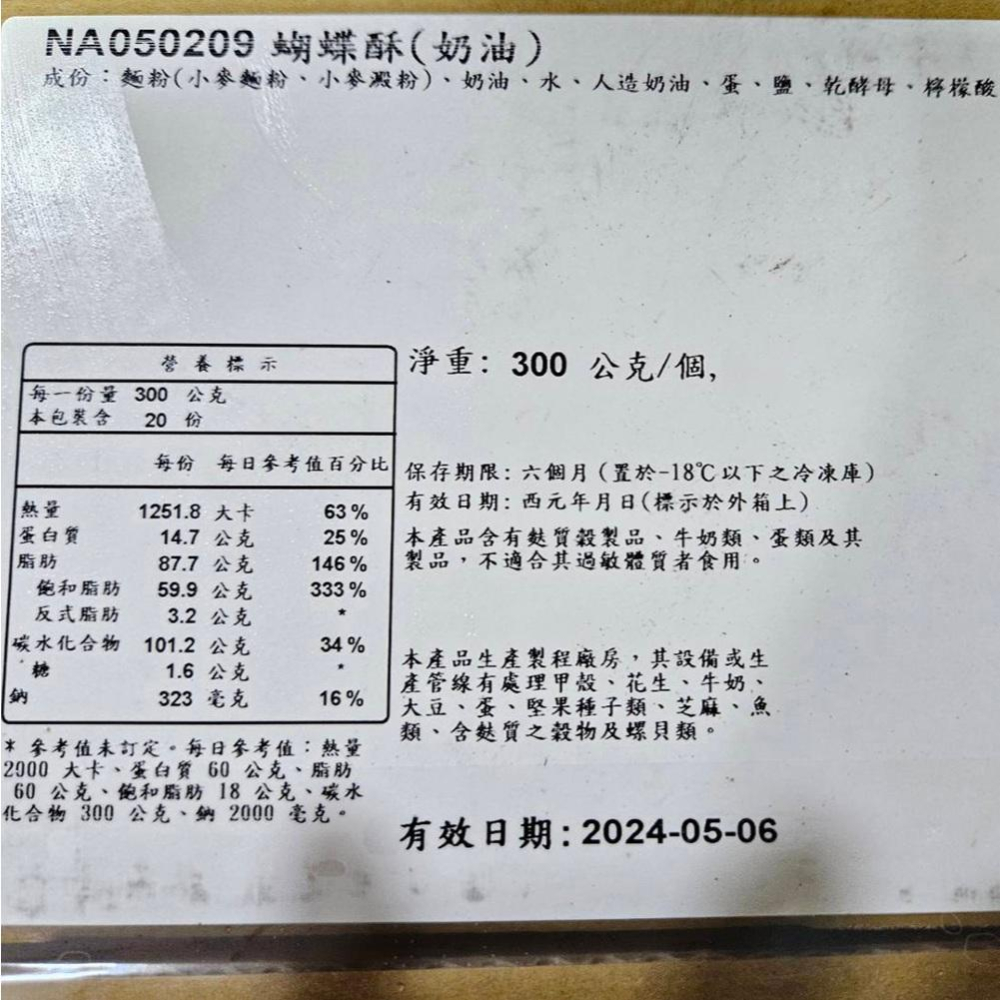 NA050209 蝴蝶酥(奶油)
成份：麵粉(小麥麵粉、小麥澱粉)、奶油、水、人造奶油、蛋、鹽、乾酵母、檸檬酸
營養標示
每一份量 300 公克
本包裝含 20 份
每份 每日參考值百分比
熱量 1251.8 大卡 63%
蛋白質 14.7 公克 25%
脂肪 87.7 公克 146%
飽和脂肪 59.9 公克 333%
反式脂肪 3.2 公克 *
碳水化合物 101.2 公克 34%
糖 1.6 公克 *
鈉 323 毫克 16%
* 參考值未訂定。每日參考值：熱量
2000 大卡、蛋白質 60 公克、脂肪
60 公克、飽和脂肪 18 公克、碳水
化合物 300 公克、鈉 2000 毫克。
淨重: 300 公克/個,
保存期限: 六個月 (置於-18℃以下之冷凍庫)
有效日期: 西元年月日(標示於外箱上)
本產品含有麩質穀製品、牛奶類、蛋類及其
製品，不適合其過敏體質者食用。
本產品生產製程廠房，其設備或生
產管線有處理甲殼、花生、牛奶、
大豆、蛋、堅果種子類、芝麻、魚
類、含麩質之穀物及螺貝類。
有效日期: 2024-05-06